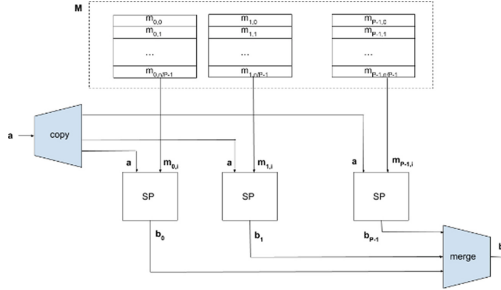 M
m0,0 m1,0 mP-1,0
m0,1 m1,1 mP-1,1
... ... ...
m0,n/P-1 m1,n/P-1 mP-1,n/P-1
a copy
a m0,i a m1,i a mP-1,i
SP SP SP
b0 b1 bP-1
merge b